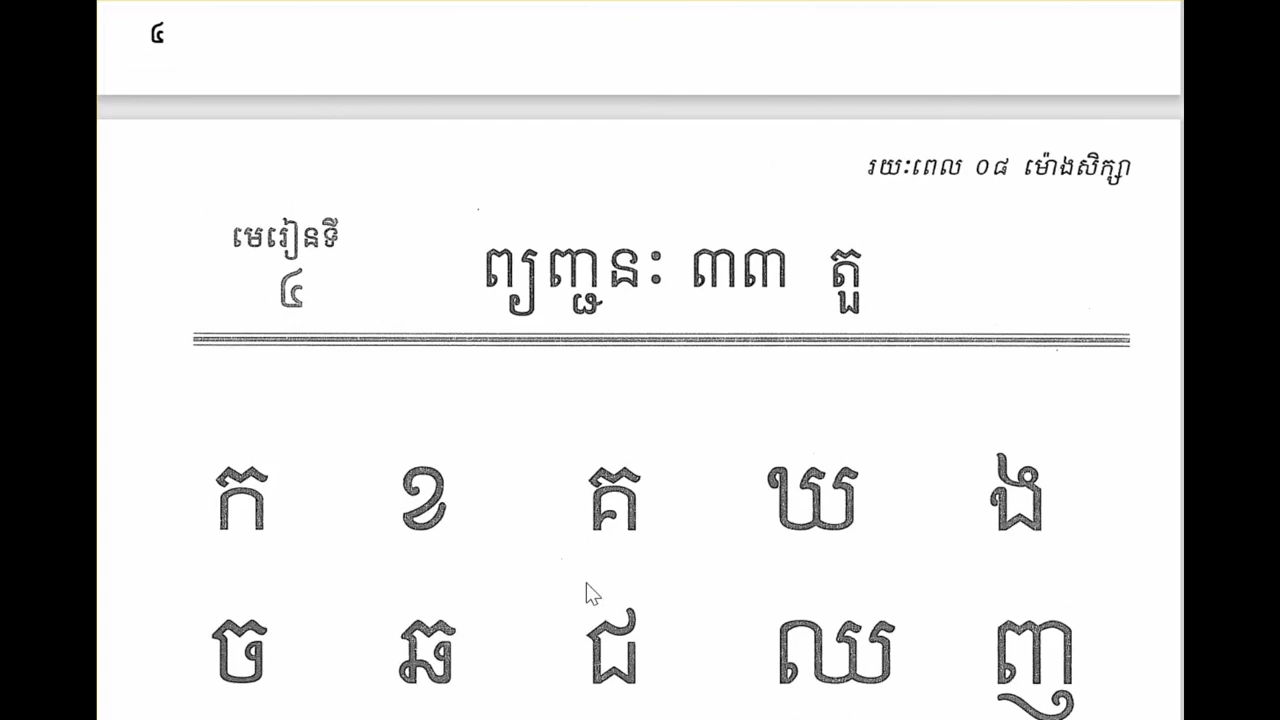 ៤
រយៈពេល ០៨ ម៉ោងសិក្សា
មេរៀនទី
៤
ព្យញ្ជនៈ ៣៣ តួ
ក ខ គ ឃ ង
ច ឆ ជ ឈ ញ